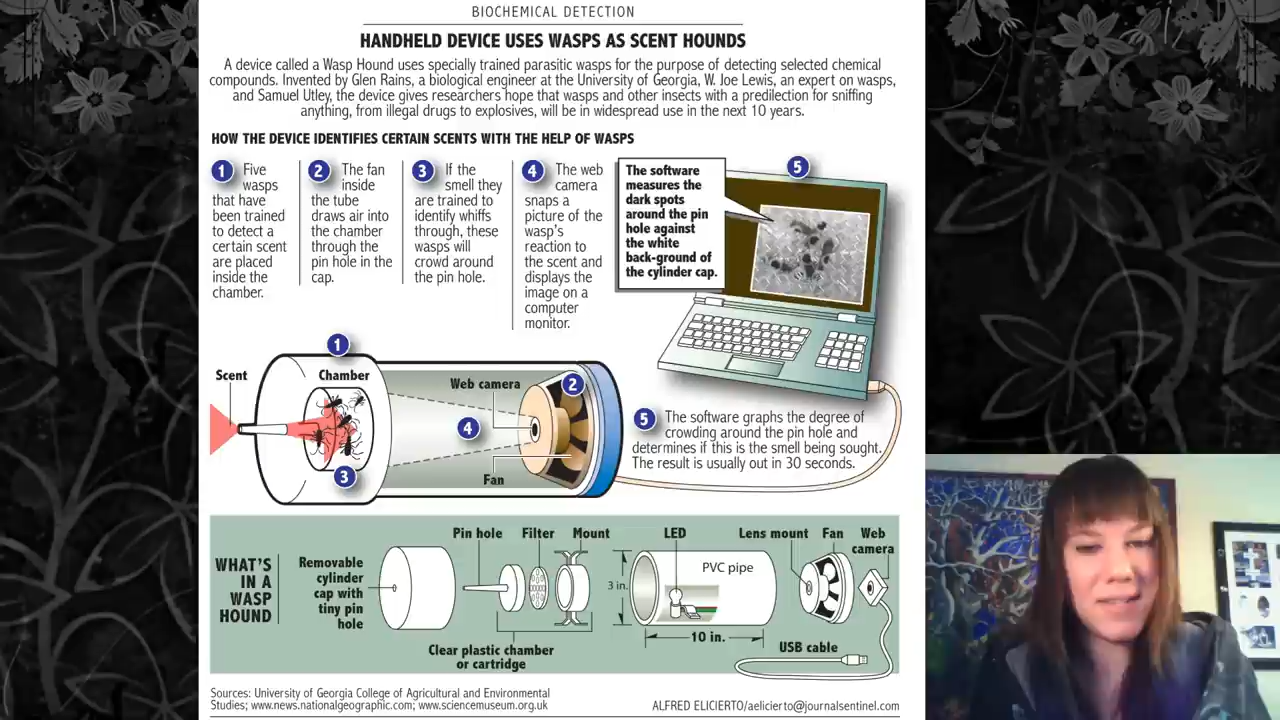 BIOCHEMICAL DETECTION
HANDHELD DEVICE USES WASPS AS SCENT HOUNDS
A device called a Wasp Hound uses specially trained parasitic wasps for the purpose of detecting selected chemical
compounds. Invented by Glen Rains, a biological engineer at the University of Georgia, W. Joe Lewis, an expert on wasps,
and Samuel Utley, the device gives researchers hope that wasps and other insects with a predilection for sniffing
anything, from illegal drugs to explosives, will be in widespread use in the next 10 years.
HOW THE DEVICE IDENTIFIES CERTAIN SCENTS WITH THE HELP OF WASPS
1 Five
wasps
that have
been trained
to detect a
certain scent
are placed
inside the
chamber.
2 The fan
inside
the tube
draws air into
the chamber
through the
pin hole in the
cap.
3 If the
smell they
are trained to
identify whiffs
through, these
wasps will
crowd around
the pin hole.
4 The web
camera
snaps a
picture of the
wasp's
reaction to
the scent and
displays the
image on a
computer
monitor.
The software
measures the
dark spots
around the pin
hole against
the white
back-ground of
the cylinder cap.
5
1
Scent
Chamber
Web camera
2
4
3
Fan
5 The software graphs the degree of
crowding around the pin hole and
determines if this is the smell being sought.
The result is usually out in 30 seconds.
WHAT'S
IN A
WASP
HOUND
Removable
cylinder
cap with
tiny pin
hole
Pin hole
Filter
Mount
Clear plastic chamber
or cartridge
3 in.
LED
PVC pipe
10 in.
Lens mount
Fan
Web
camera
USB cable
Sources: University of Georgia College of Agricultural and Environmental
Studies; www.news.nationalgeographic.com; www.sciencemuseum.org.uk
ALFRED ELICIERTO/aelicierto@journalsentinel.com